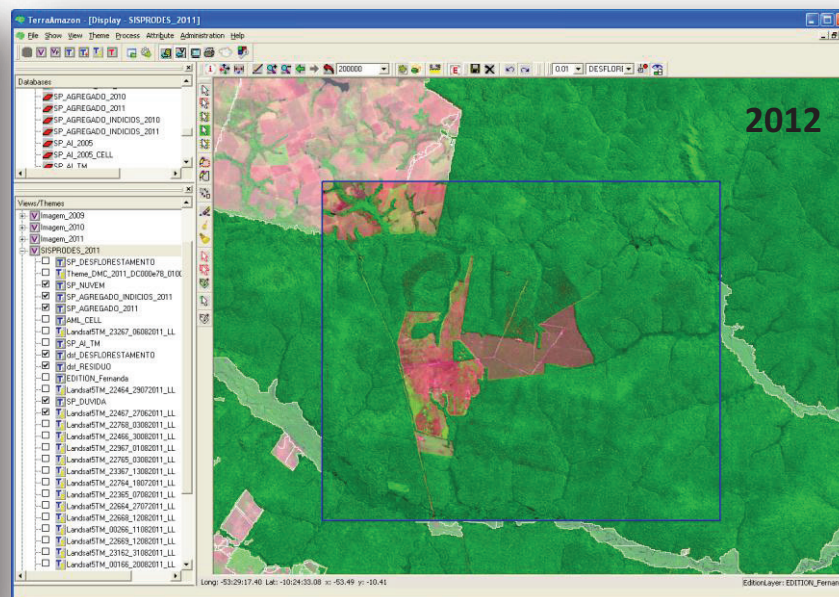 TerraAmazon - [Display - SISPRODES_2011]
File Show View Theme Process Attribute Administration Help
200000
0.01
DESFLORI
Databases
SP_AGREGADO_2010
SP_AGREGADO_2011
SP_AGREGADO_INDICIOS_2010
SP_AGREGADO_INDICIOS_2011
SP_AI_2005
SP_AI_2005_CELL
SP_AI_TM
2012
Views/Themes
Imagem_2009
Imagem_2010
Imagem_2011
SISPRODES_2011
SP_DESFLORESTAMENTO
Theme_DMC_2011_DC000e78_0100
SP_NUVEM
SP_AGREGADO_INDICIOS_2011
SP_AGREGADO_2011
AML_CELL
Landsat5TM_23267_06082011_LL
SP_AI_TM
dsf_DESFLORESTAMENTO
dsf_RESIDUO
EDITION_Fernanda
Landsat5TM_22464_29072011_LL
SP_DUVIDA
Landsat5TM_22467_27062011_LL
Landsat5TM_22768_03082011_LL
Landsat5TM_22466_30082011_LL
Landsat5TM_22967_01082011_LL
Landsat5TM_22765_03082011_LL
Landsat5TM_23367_13082011_LL
Landsat5TM_22764_18072011_LL
Landsat5TM_22365_07082011_LL
Landsat5TM_22664_27072011_LL
Landsat5TM_22668_12082011_LL
Landsat5TM_00266_11082011_LL
Landsat5TM_22669_12082011_LL
Landsat5TM_23162_31082011_LL
Landsat5TM_00166_20082011_LL
Long: -53:29:17.40 Lat: -10:24:33.08 x: -53.49 y: -10.41
EditionLayer: EDITION_Fernan